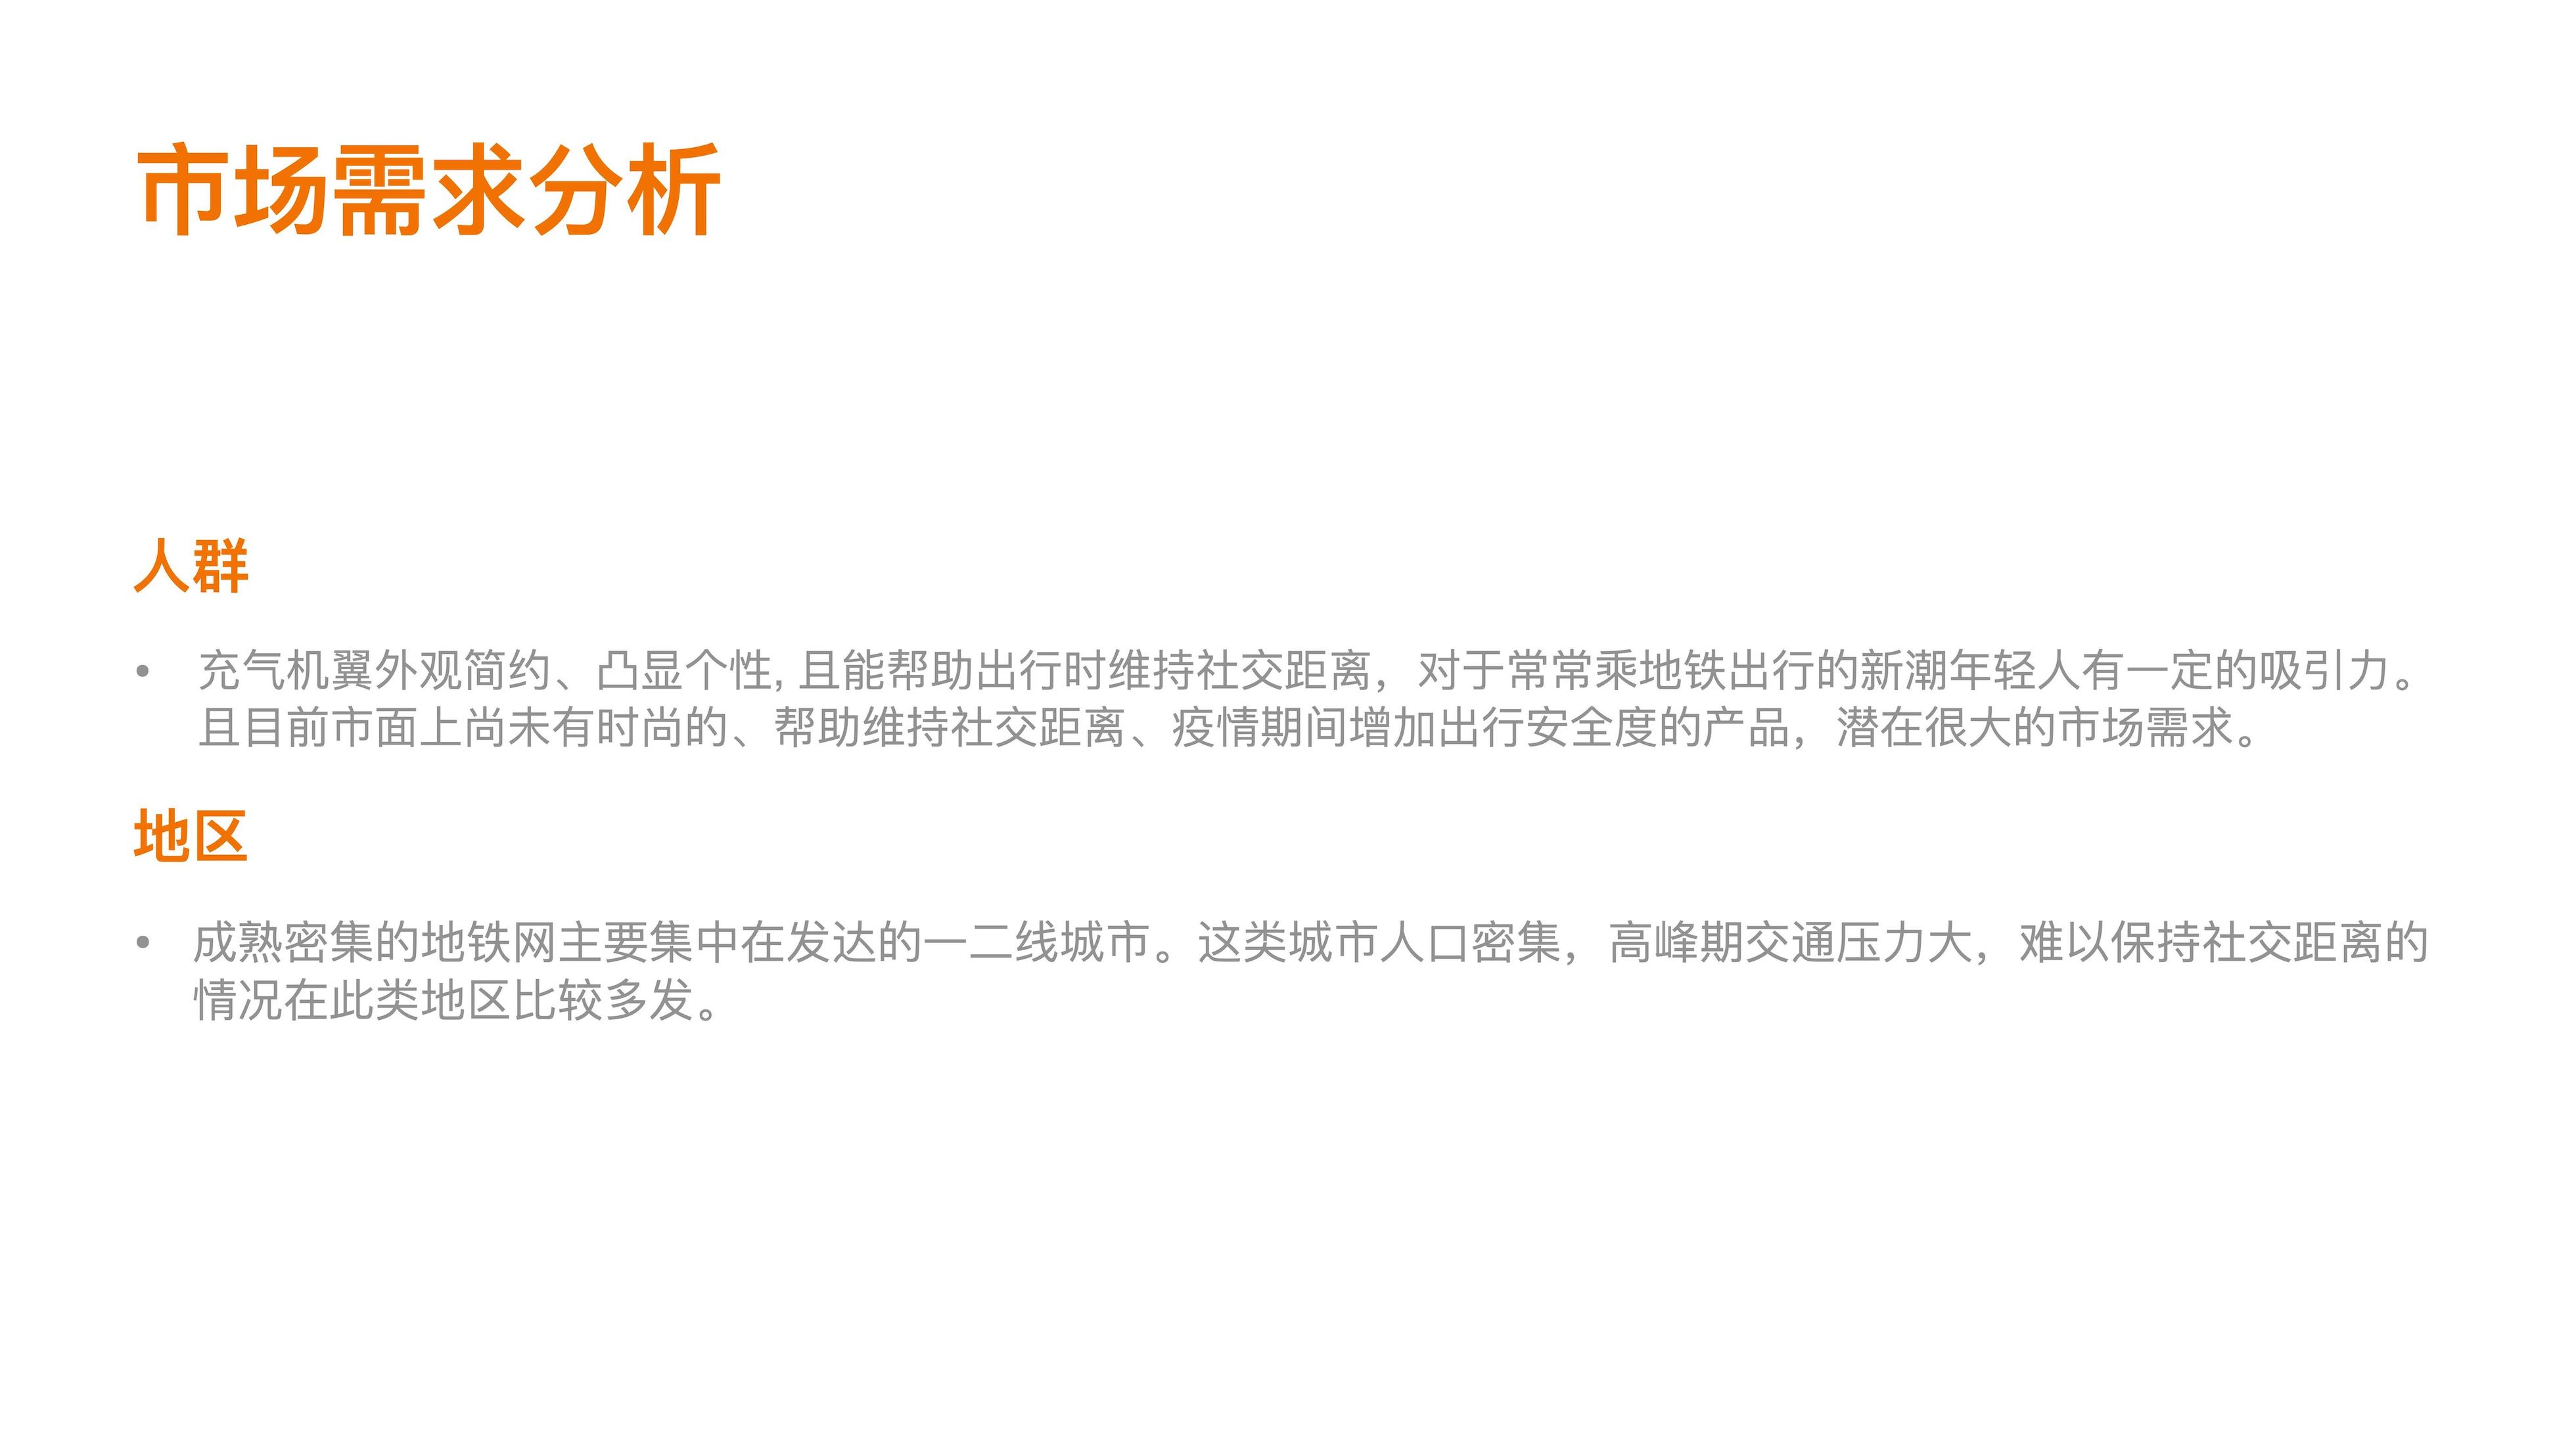 市场需求分析
人群
• 充气机翼外观简约、凸显个性, 且能帮助出行时维持社交距离，对于常常乘地铁出行的新潮年轻人有一定的吸引力。
且目前市面上尚未有时尚的、帮助维持社交距离、疫情期间增加出行安全度的产品，潜在很大的市场需求。
地区
• 成熟密集的地铁网主要集中在发达的一二线城市。这类城市人口密集，高峰期交通压力大，难以保持社交距离的
情况在此类地区比较多发。